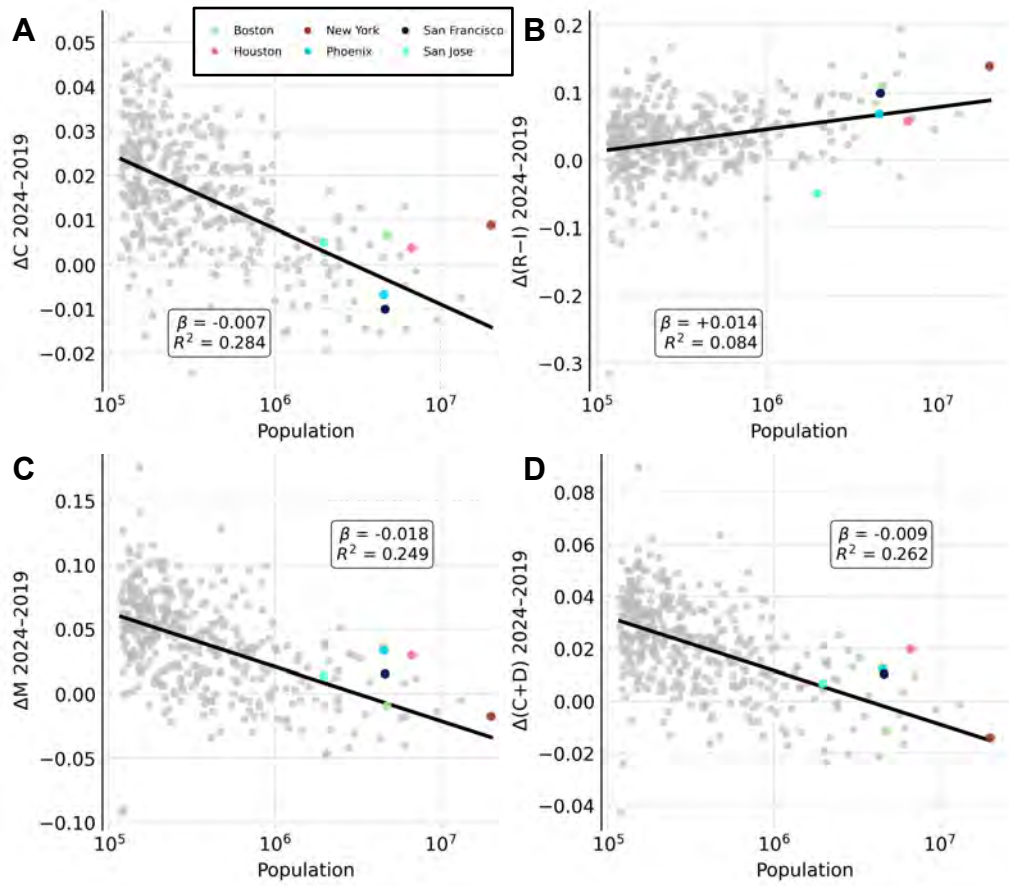 A
Boston New York San Francisco
Houston Phoenix San Jose
0.05
0.04
0.03
0.02
0.01
0.00
−0.01
−0.02
ΔC 2024–2019
β = -0.007
R² = 0.284
10⁵ 10⁶ 10⁷
Population
B
0.2
0.1
0.0
−0.1
−0.2
−0.3
Δ(R−I) 2024–2019
β = +0.014
R² = 0.084
10⁵ 10⁶ 10⁷
Population
C
0.15
0.10
0.05
0.00
−0.05
−0.10
ΔM 2024–2019
β = -0.018
R² = 0.249
10⁵ 10⁶ 10⁷
Population
D
0.08
0.06
0.04
0.02
0.00
−0.02
−0.04
Δ(C+D) 2024–2019
β = -0.009
R² = 0.262
10⁵ 10⁶ 10⁷
Population